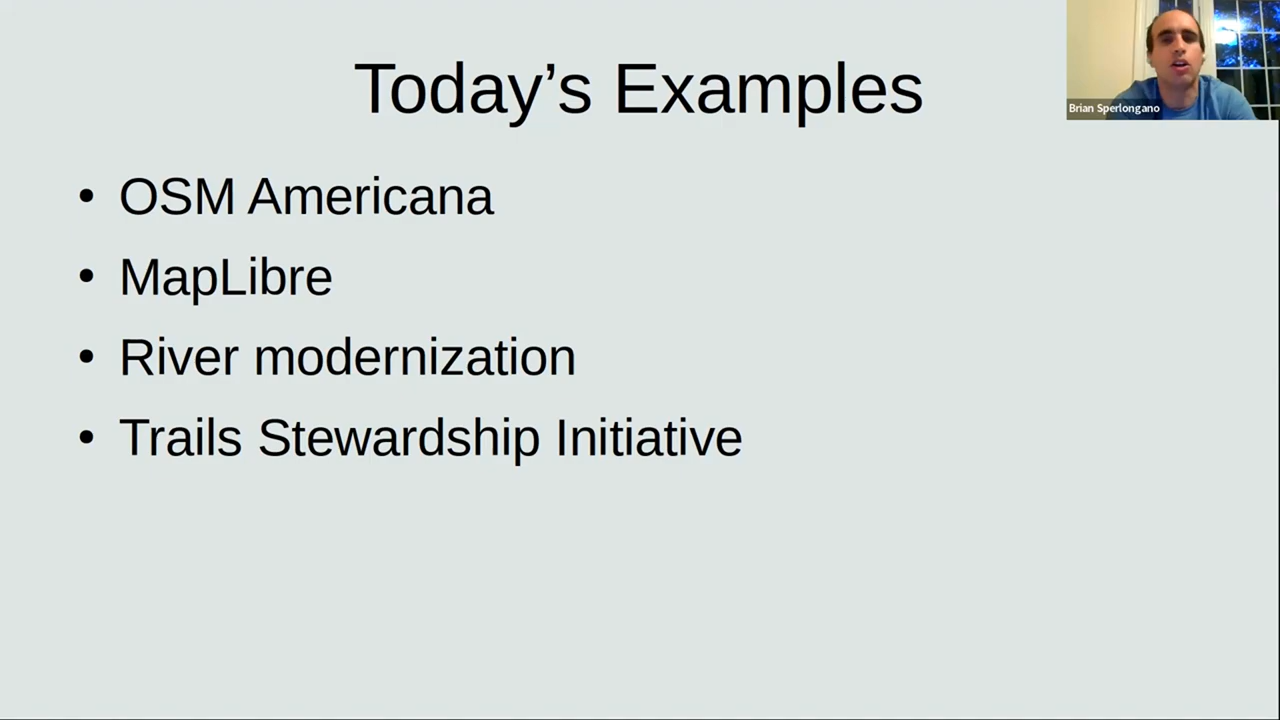 Today’s Examples
Brian Sperlongano
• OSM Americana
• MapLibre
• River modernization
• Trails Stewardship Initiative